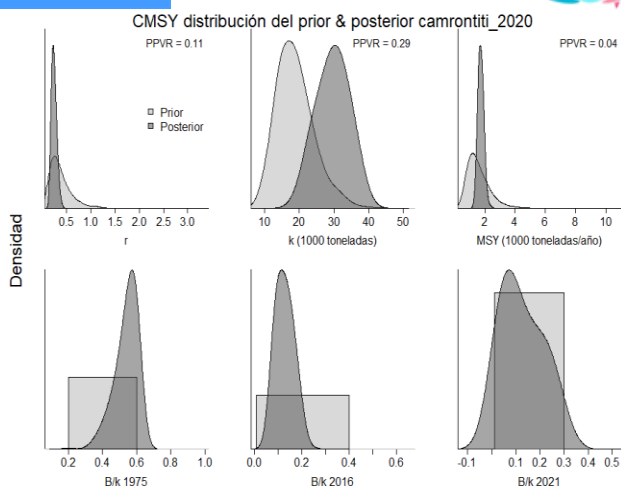 CMSY distribución del prior & posterior camrontiti_2020
PPVR = 0.11
PPVR = 0.29
PPVR = 0.04
Prior
Posterior
Densidad
0.5 1.0 1.5 2.0 2.5 3.0
r
10 20 30 40 50
k (1000 toneladas)
2 4 6 8 10
MSY (1000 toneladas/año)
0.2 0.4 0.6 0.8 1.0
B/k 1975
0.0 0.2 0.4 0.6
B/k 2016
-0.1 0.1 0.2 0.3 0.4 0.5
B/k 2021